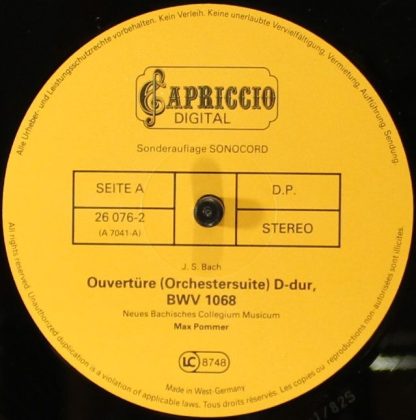 Alle Urheber- und Leistungsschutzrechte vorbehalten. Kein Verleih. Keine unerlaubte Vervielfältigung, Vermietung, Aufführung, Sendung.
CAPRICCIO
DIGITAL
Sonderauflage SONOCORD
SEITE A
D.P.
26 076-2
(A 7041-A)
STEREO
J. S. Bach
Ouvertüre (Orchestersuite) D-dur,
BWV 1068
Neues Bachisches Collegium Musicum
Max Pommer
LC 8748
Made in West-Germany
All rights reserved. Unauthorized duplication is a violation of applicable laws. Tous droits réservés. Les copies ou reproductions non autorisées sont illicites.